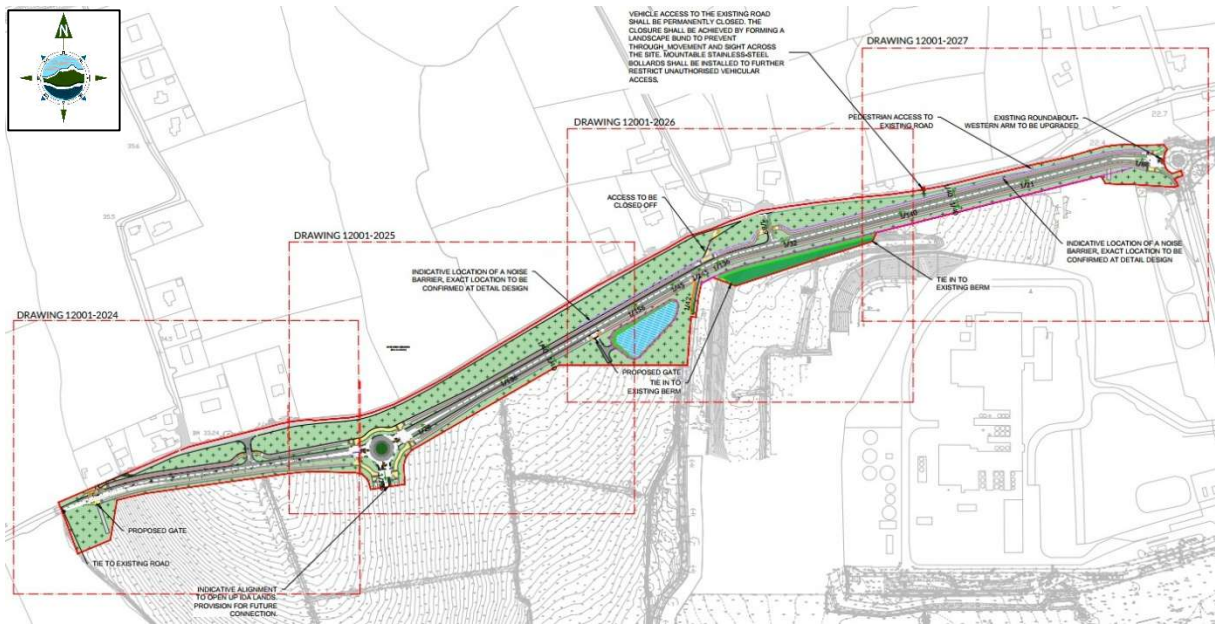 N
VEHICLE ACCESS TO THE EXISTING ROAD
SHALL BE PERMANENTLY CLOSED. THE
CLOSURE SHALL BE ACHIEVED BY FORMING A
LANDSCAPE BUND TO PREVENT
THROUGH MOVEMENT AND SIGHT ACROSS
THE SITE. MOUNTABLE STAINLESS-STEEL
BOLLARDS SHALL BE INSTALLED TO FURTHER
RESTRICT UNAUTHORISED VEHICULAR
ACCESS.
DRAWING 12001-2027
PEDESTRIAN ACCESS TO
EXISTING ROAD
EXISTING ROUNDABOUT-
WESTERN ARM TO BE UPGRADED
22.7
DRAWING 12001-2026
ACCESS TO BE
CLOSED OFF
DRAWING 12001-2025
INDICATIVE LOCATION OF A NOISE
BARRIER, EXACT LOCATION TO BE
CONFIRMED AT DETAIL DESIGN
INDICATIVE LOCATION OF A NOISE
BARRIER, EXACT LOCATION TO BE
CONFIRMED AT DETAIL DESIGN
TIE IN TO
EXISTING BERM
DRAWING 12001-2024
PROPOSED GATE
TIE IN TO
EXISTING BERM
PROPOSED GATE
TIE TO EXISTING ROAD
INDICATIVE ALIGNMENT
TO OPEN UP IDA LANDS.
PROVISION FOR FUTURE
CONNECTION.